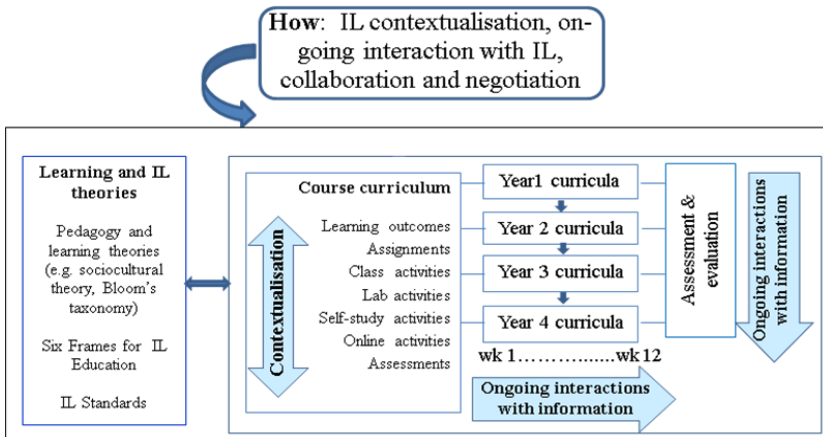 How: IL contextualisation, on-
going interaction with IL,
collaboration and negotiation
Learning and IL
theories
Pedagogy and
learning theories
(e.g. sociocultural
theory, Bloom's
taxonomy)
Six Frames for IL
Education
IL Standards
Contextualisation
Course curriculum
Learning outcomes
Assignments
Class activities
Lab activities
Self-study activities
Online activities
Assessments
Year1 curricula
Year 2 curricula
Year 3 curricula
Year 4 curricula
wk 1................wk 12
Ongoing interactions
with information
Assessment &
evaluation
Ongoing interactions
with information